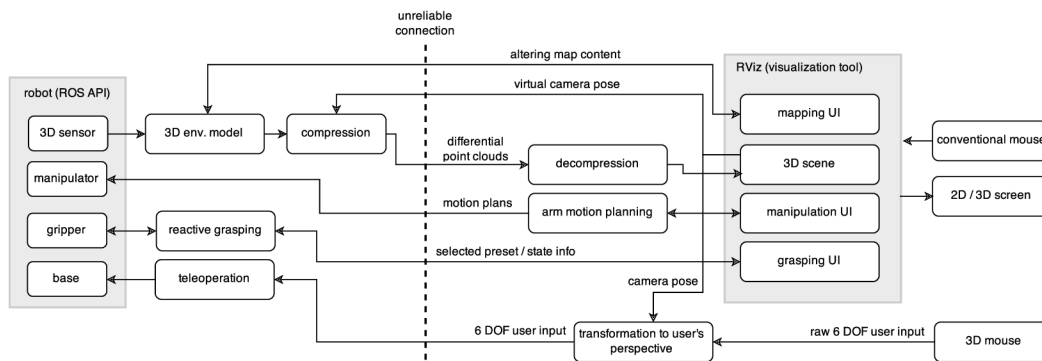 unreliable
connection
altering map content
RViz (visualization tool)
robot (ROS API)
virtual camera pose
mapping UI
3D sensor
3D env. model
compression
conventional mouse
differential
point clouds
decompression
3D scene
manipulator
motion plans
arm motion planning
manipulation UI
2D / 3D screen
gripper
reactive grasping
selected preset / state info
grasping UI
base
teleoperation
camera pose
6 DOF user input
transformation to user's
perspective
raw 6 DOF user input
3D mouse